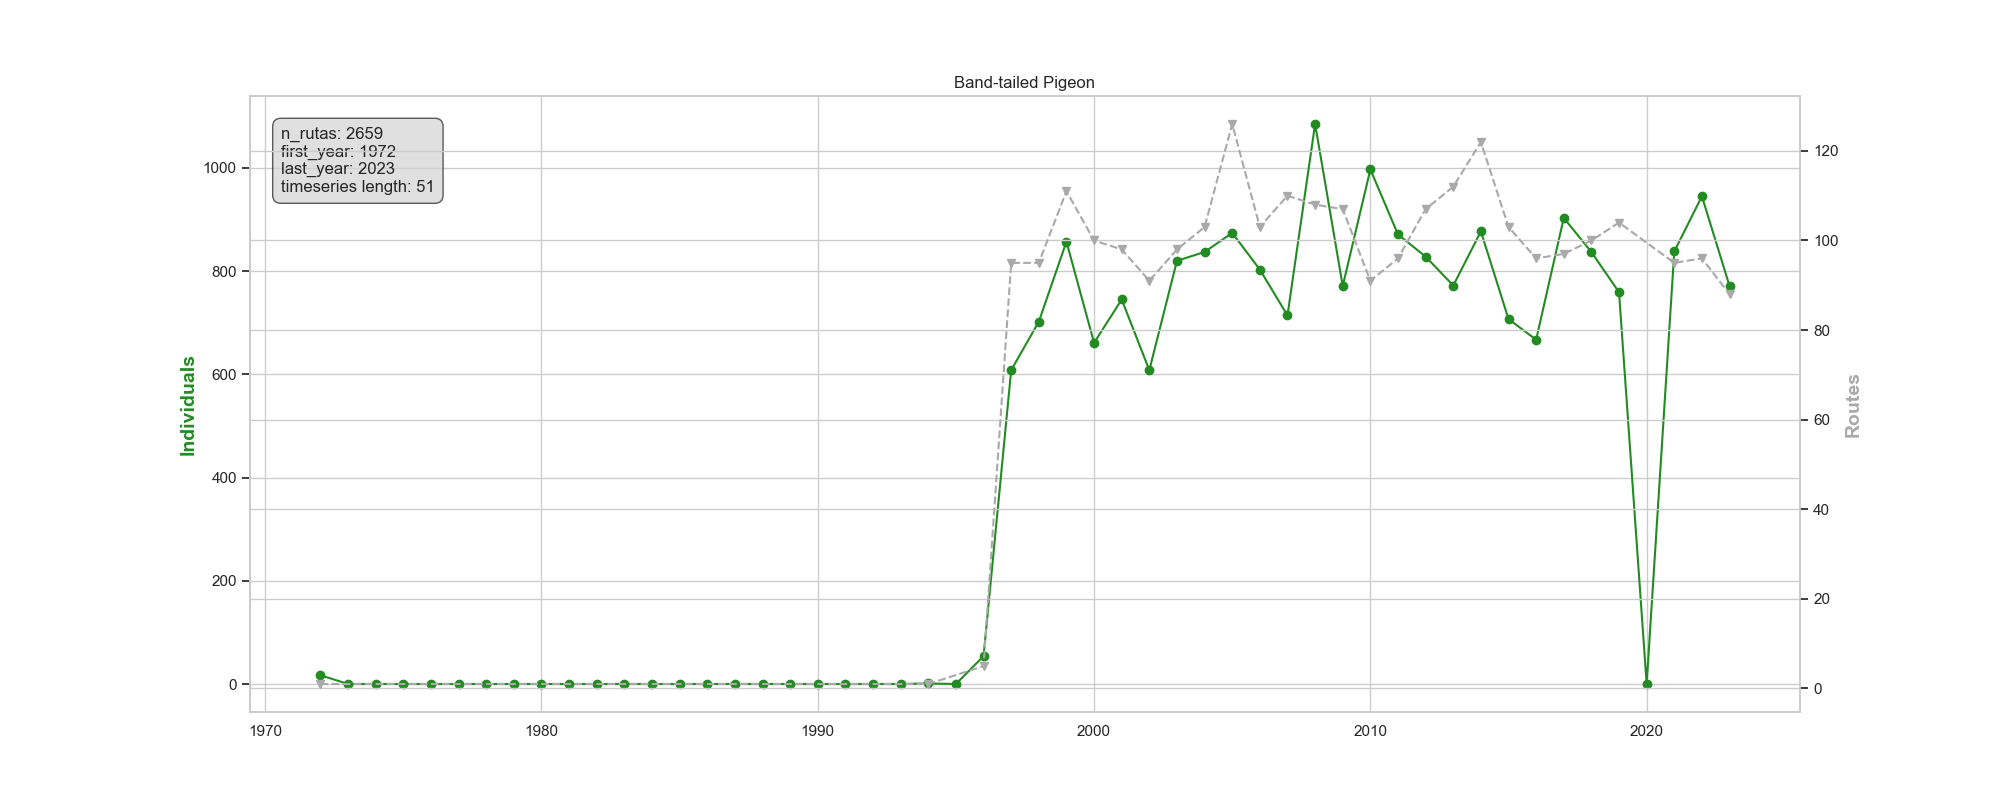 Band-tailed Pigeon
n_rutas: 2659
first_year: 1972
last_year: 2023
timeseries length: 51
1000
800
600
400
200
0
Individuals
120
100
80
60
40
20
0
Routes
1970
1980
1990
2000
2010
2020